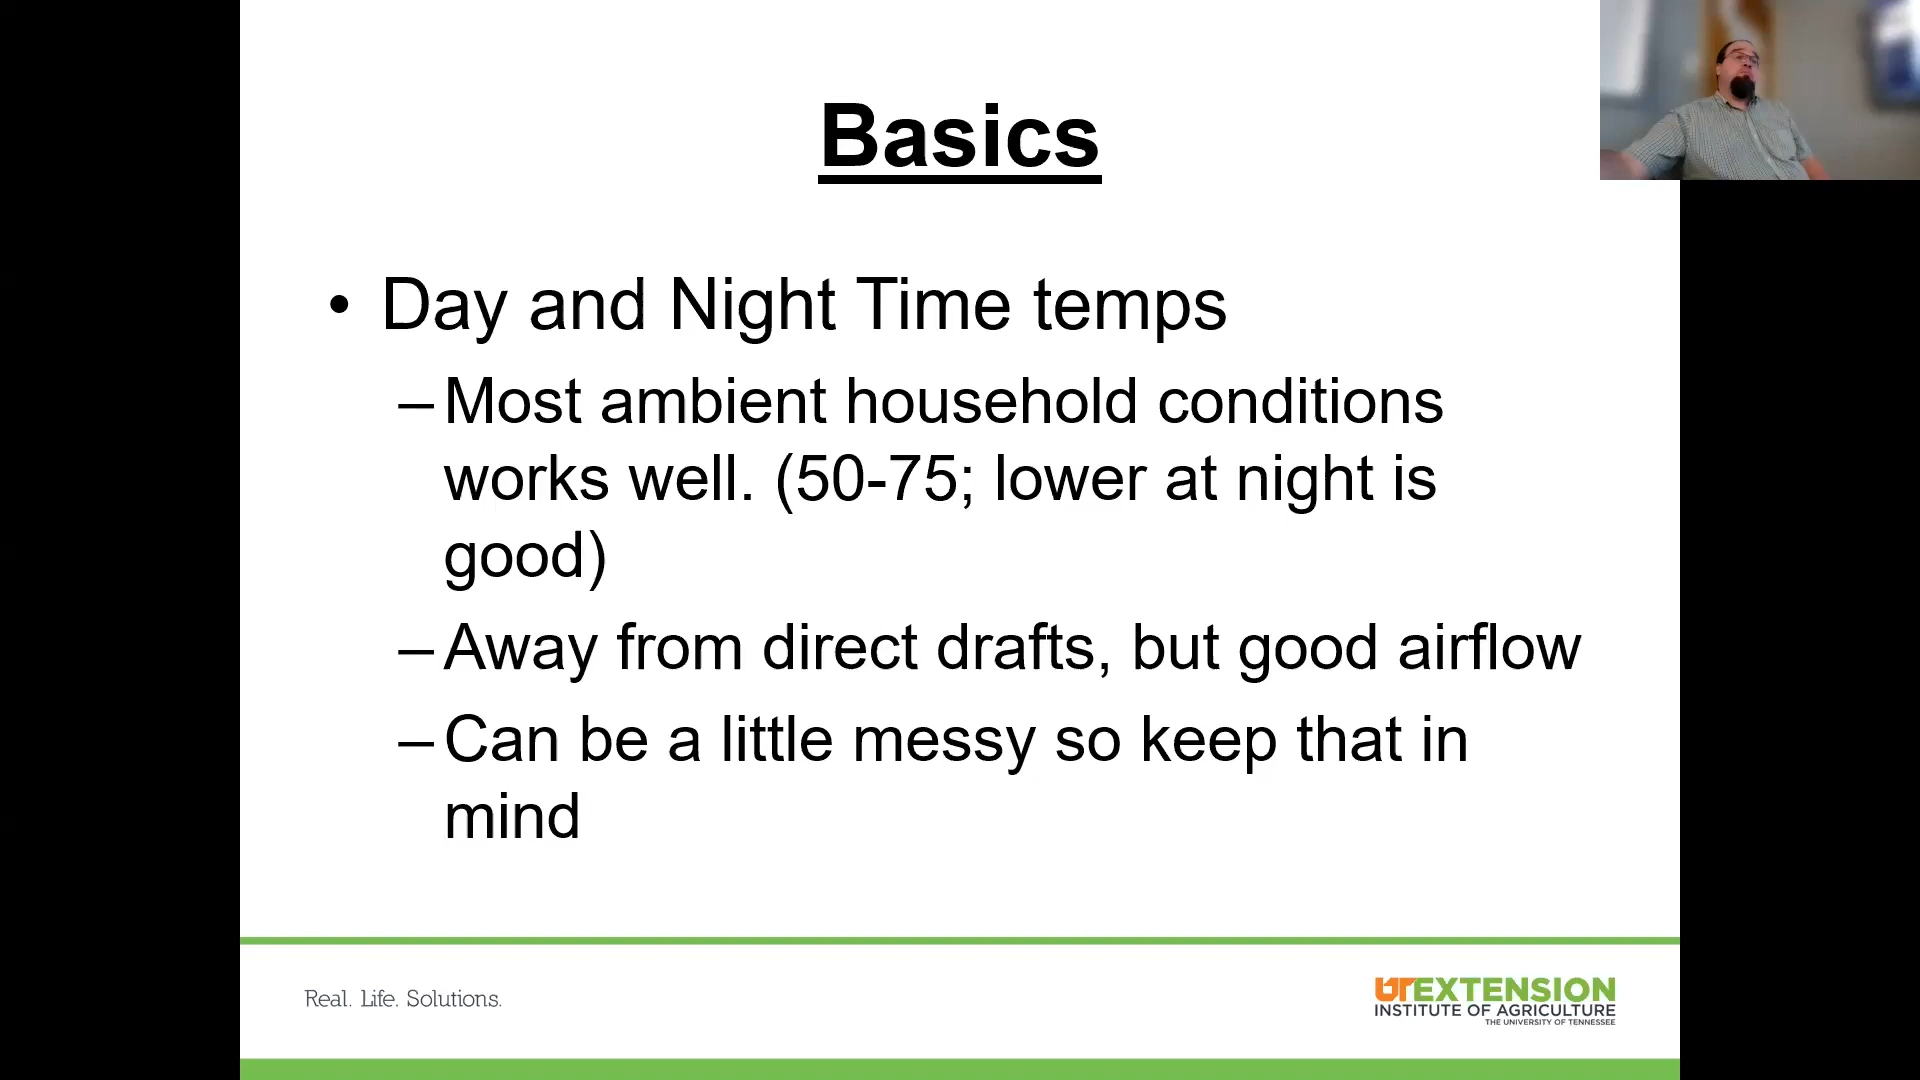 Basics
• Day and Night Time temps
– Most ambient household conditions
works well. (50-75; lower at night is
good)
– Away from direct drafts, but good airflow
– Can be a little messy so keep that in
mind
Real. Life. Solutions.
UTEXTENSION
INSTITUTE OF AGRICULTURE
THE UNIVERSITY OF TENNESSEE